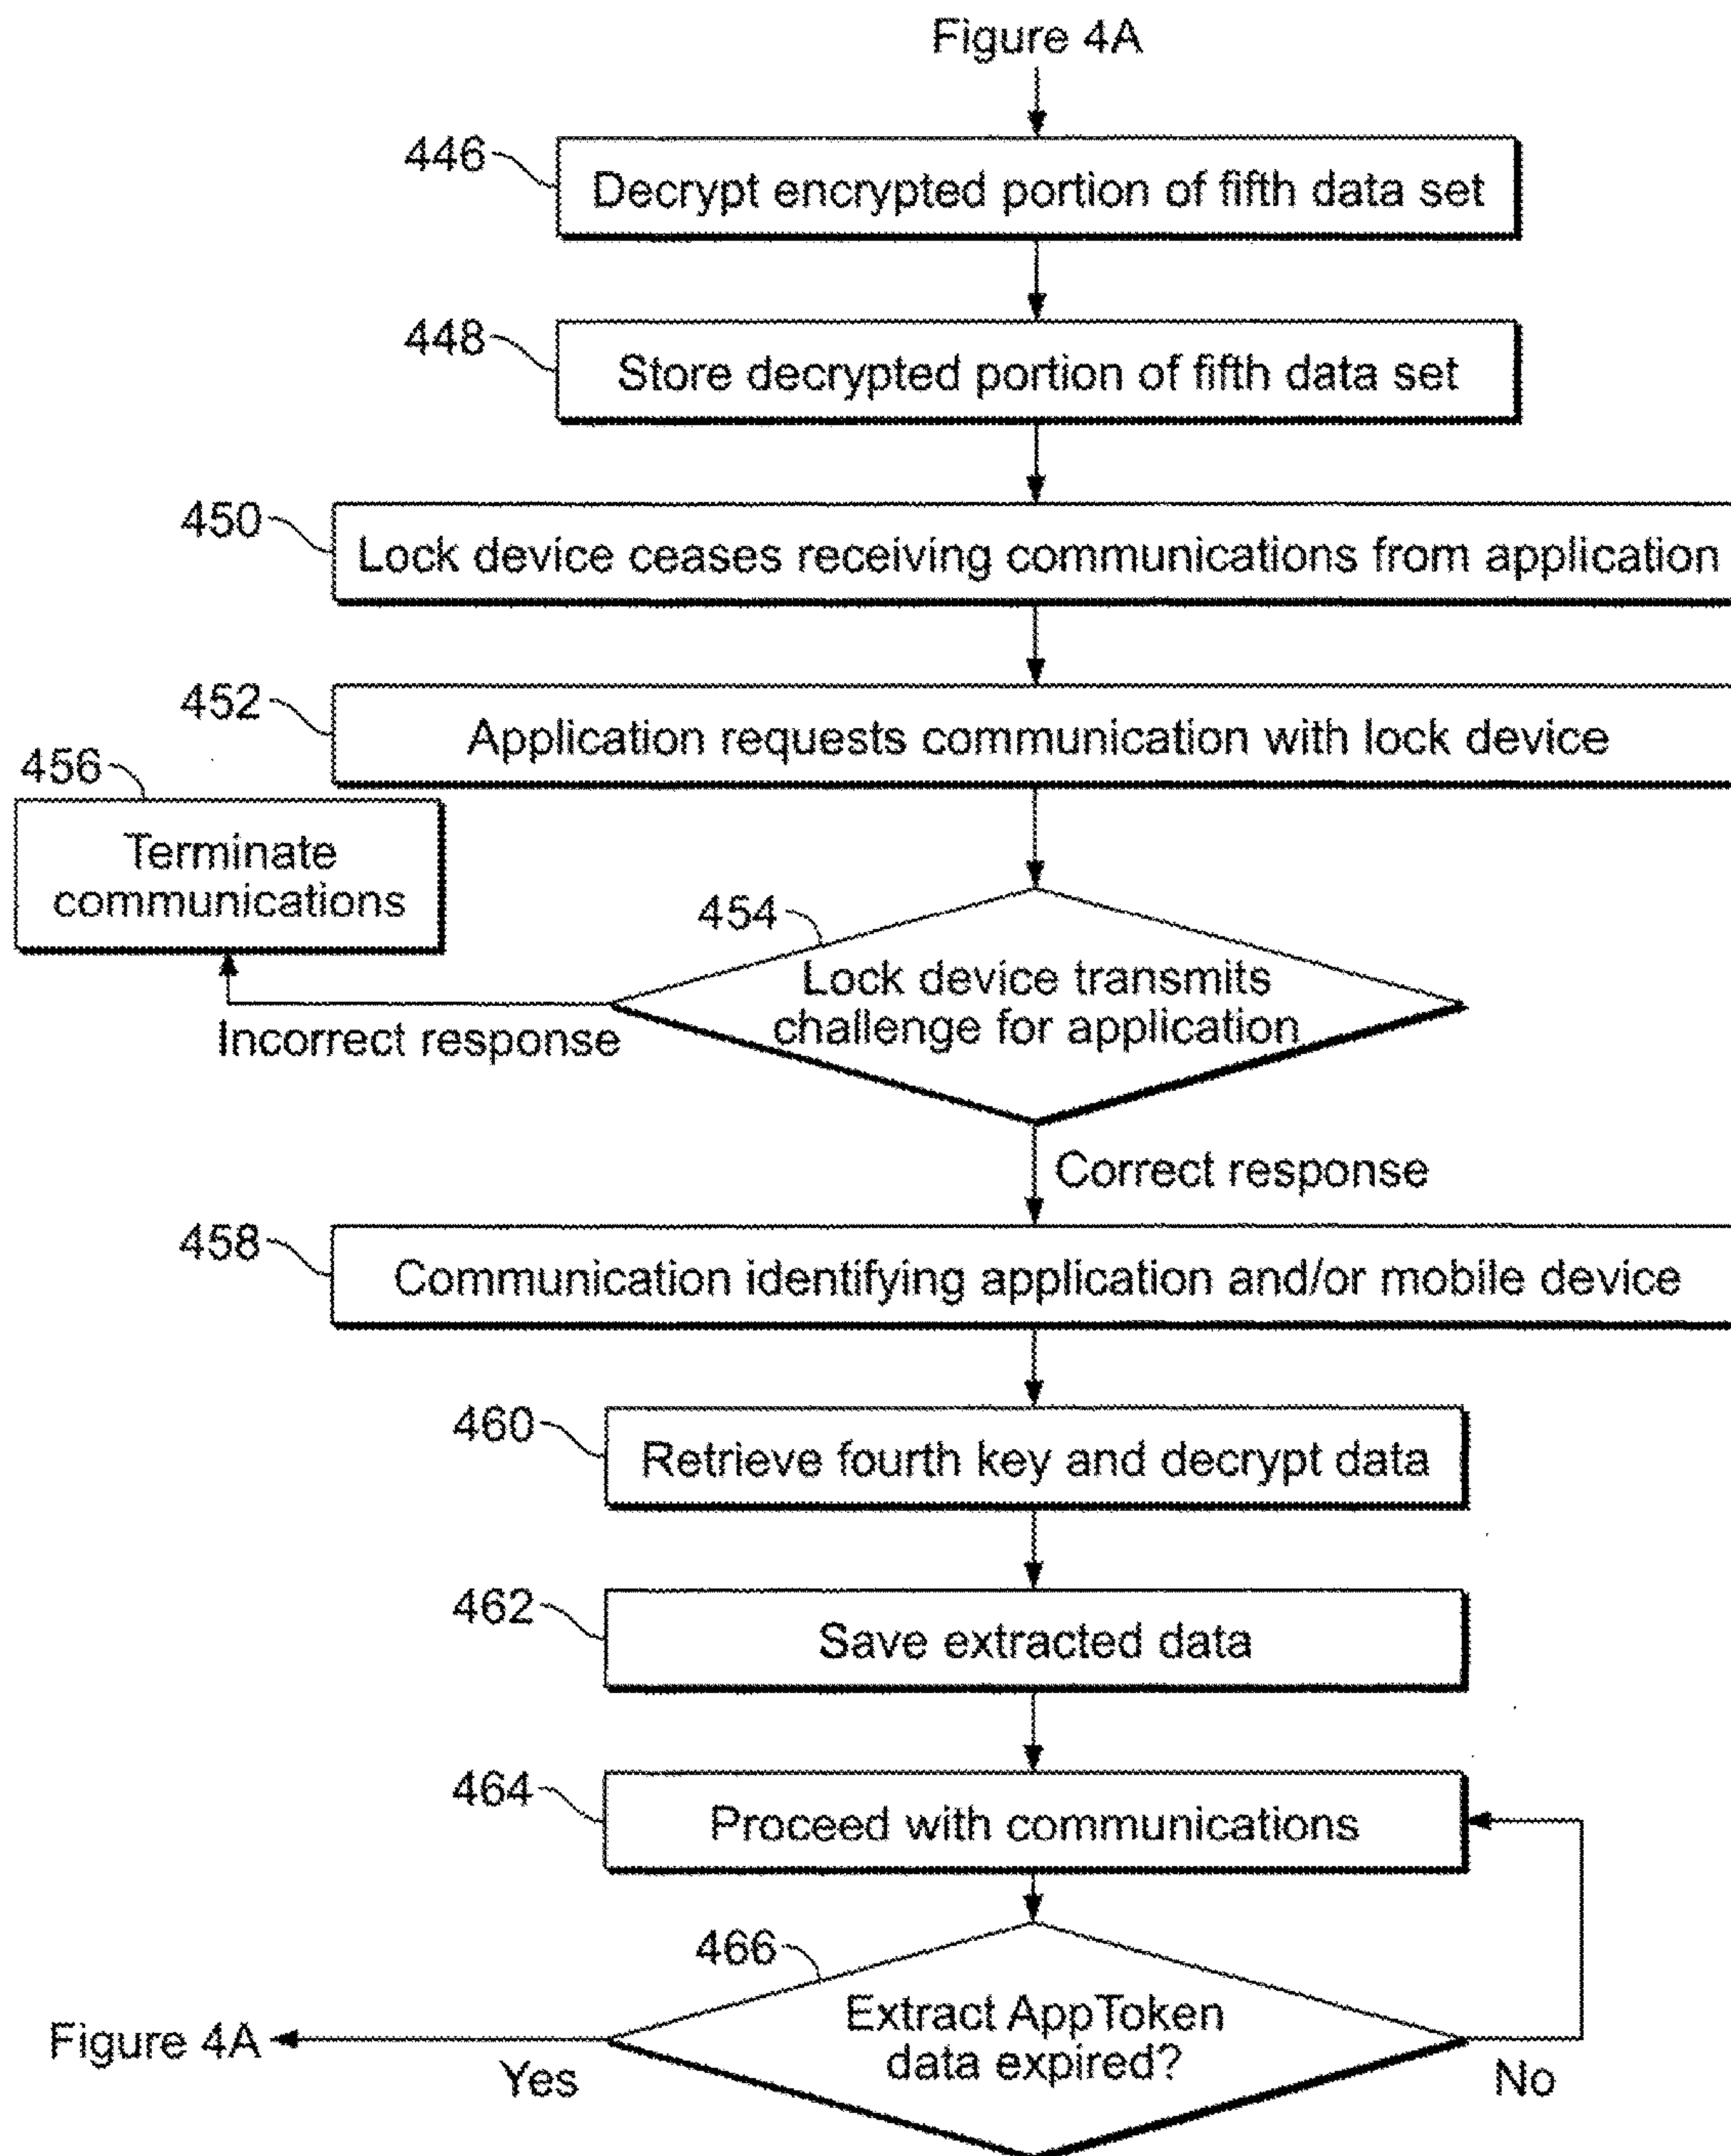 Figure 4A
446
Decrypt encrypted portion of fifth data set
448
Store decrypted portion of fifth data set
450
Lock device ceases receiving communications from application
452
Application requests communication with lock device
456
Terminate
communications
454
Lock device transmits
challenge for application
Incorrect response
Correct response
458
Communication identifying application and/or mobile device
460
Retrieve fourth key and decrypt data
462
Save extracted data
464
Proceed with communications
466
Extract AppToken
data expired?
Figure 4A
Yes
No